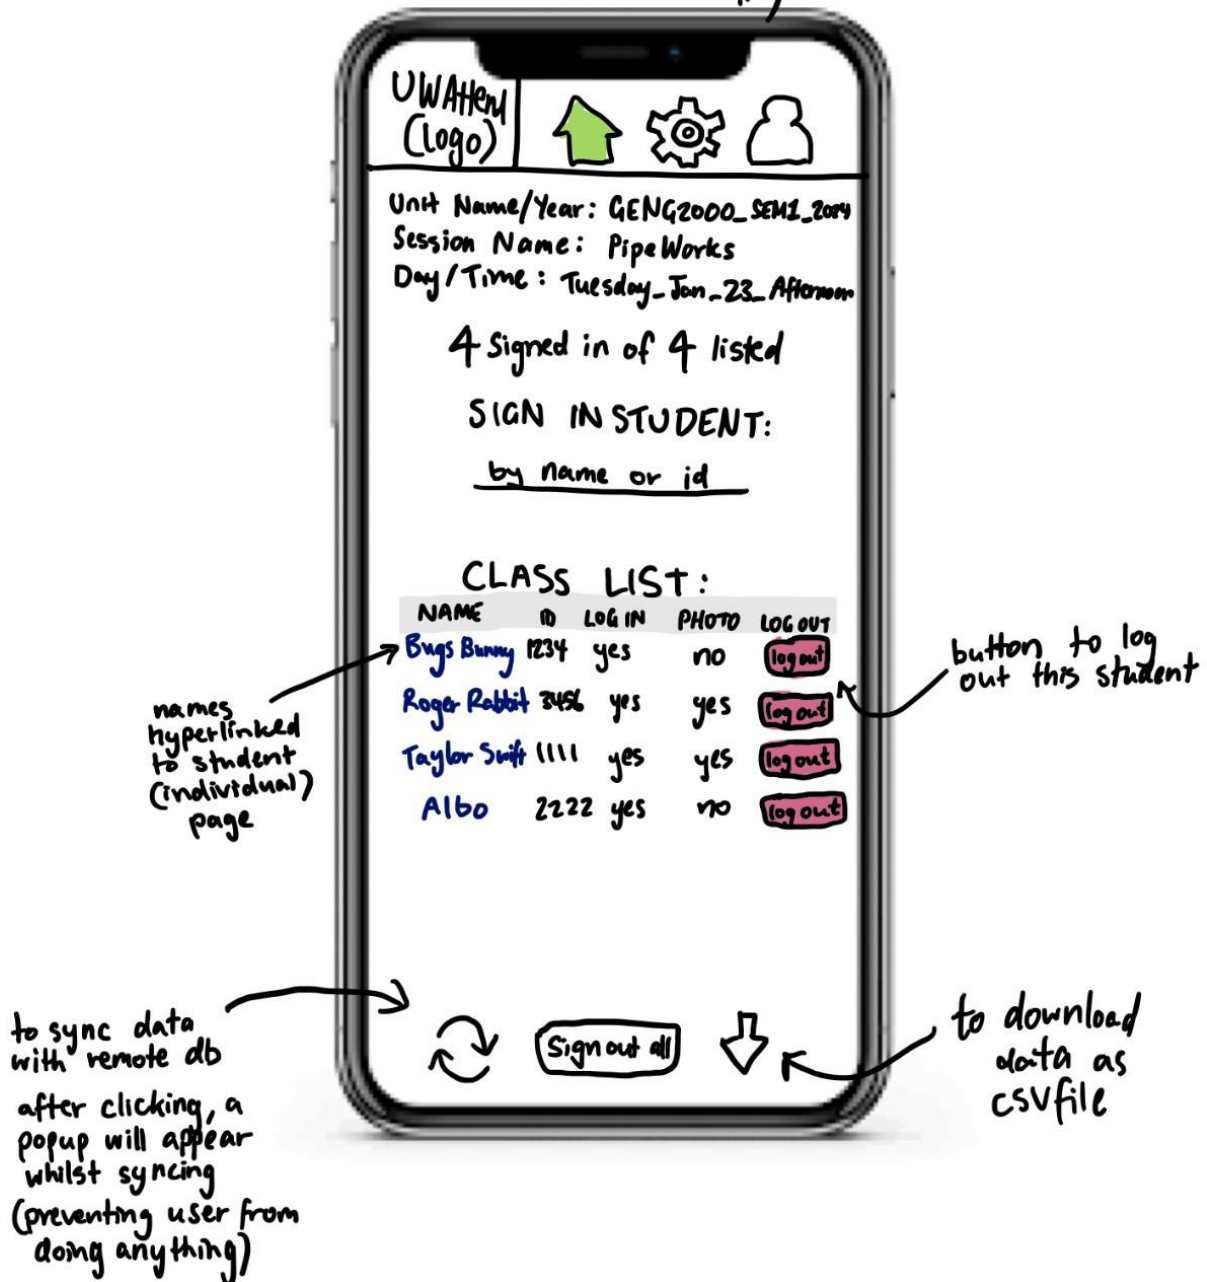 UWAttend
(logo)
Unit Name/Year: GENG2000_SEM1_2024
Session Name: PipeWorks
Day/Time: Tuesday_Jan_23_Afternoon
4 Signed in of 4 listed
SIGN IN STUDENT:
by name or id
CLASS LIST:
NAME ID LOG IN PHOTO LOG OUT
Bugs Bunny 1234 yes no log out
Roger Rabbit 3456 yes yes log out
Taylor Swift 1111 yes yes log out
Albo 2222 yes no log out
names
hyperlinked
to student
(individual)
page
button to log
out this student
Sign out all
to sync data
with remote db
after clicking, a
popup will appear
whilst syncing
(preventing user from
doing anything)
to download
data as
csv file